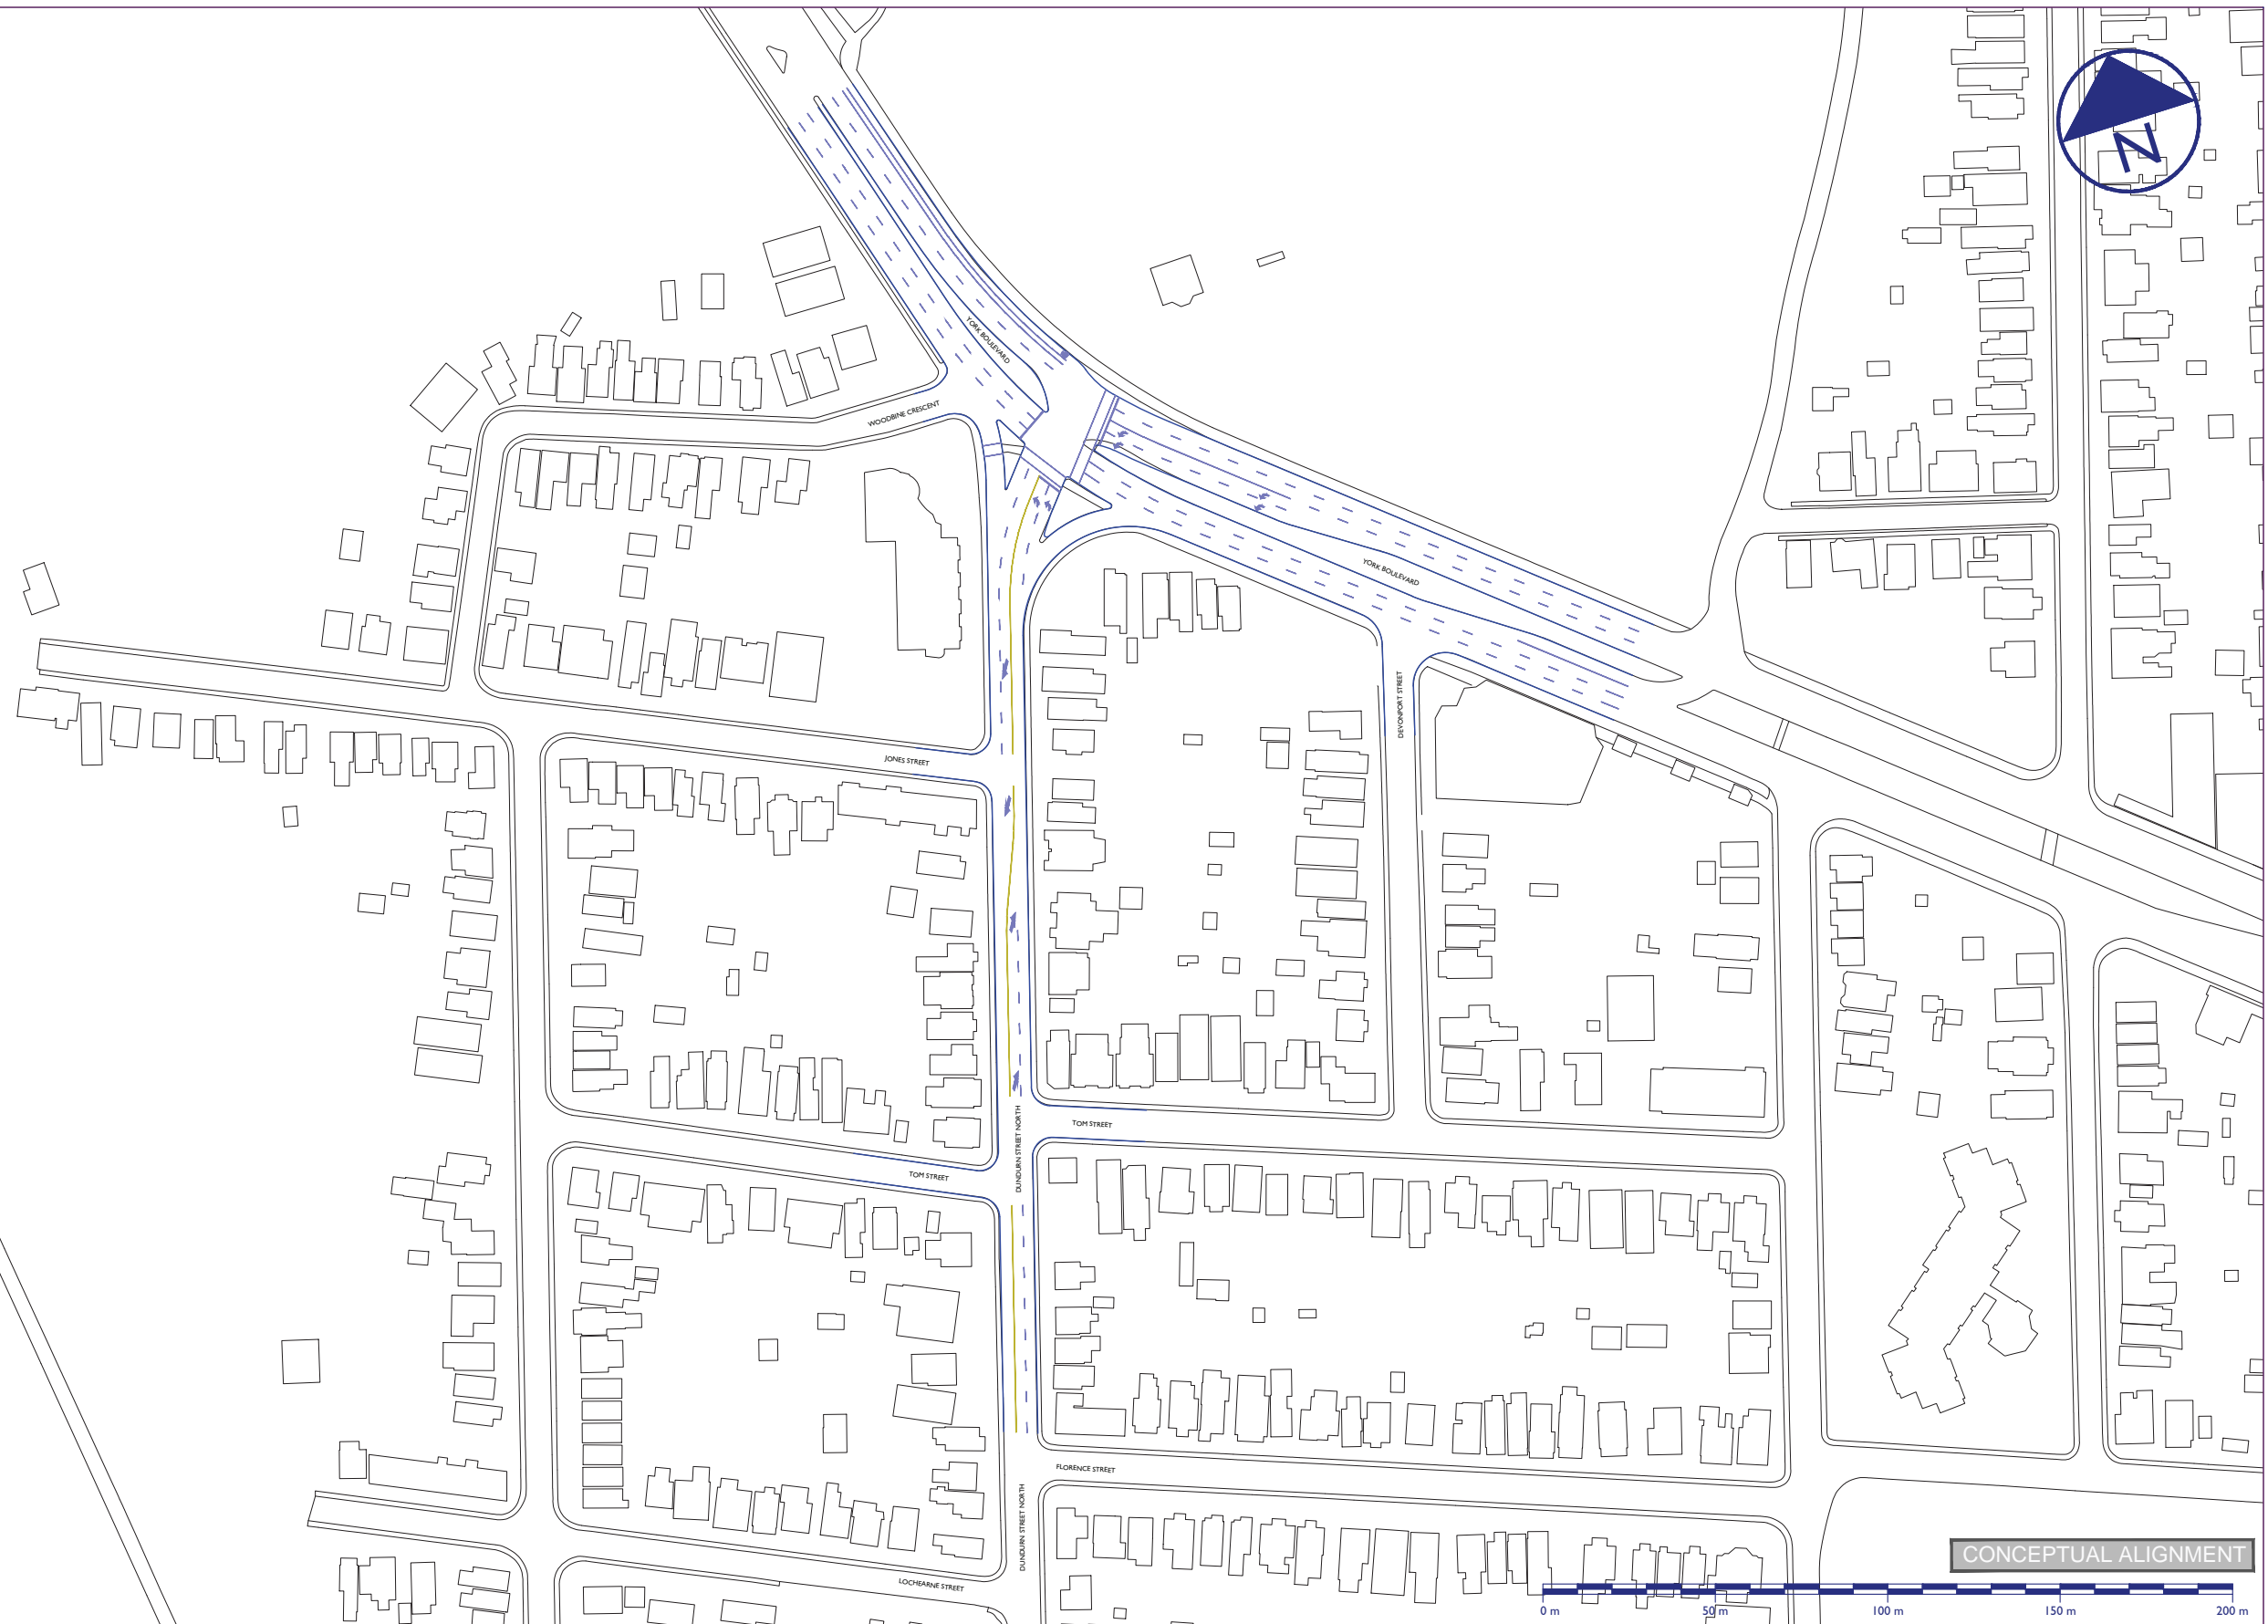 N
YORK BOULEVARD
WOODBINE CRESCENT
YORK BOULEVARD
DEVONPORT STREET
JONES STREET
TOM STREET
DUNDURN STREET NORTH
TOM STREET
FLORENCE STREET
DUNDURN STREET NORTH
LOCHEARNE STREET
CONCEPTUAL ALIGNMENT
0 m 50 m 100 m 150 m 200 m